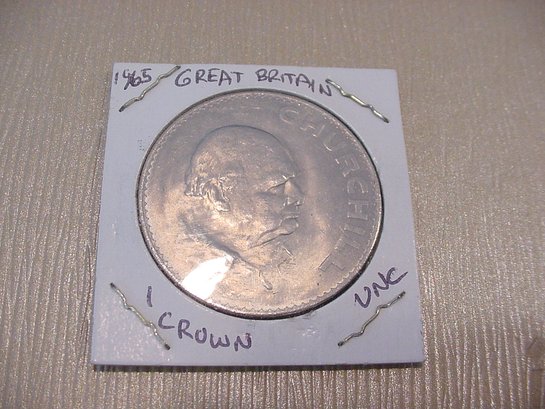 1965 GREAT BRITAIN
CHURCHILL
1 CROWN
UNC